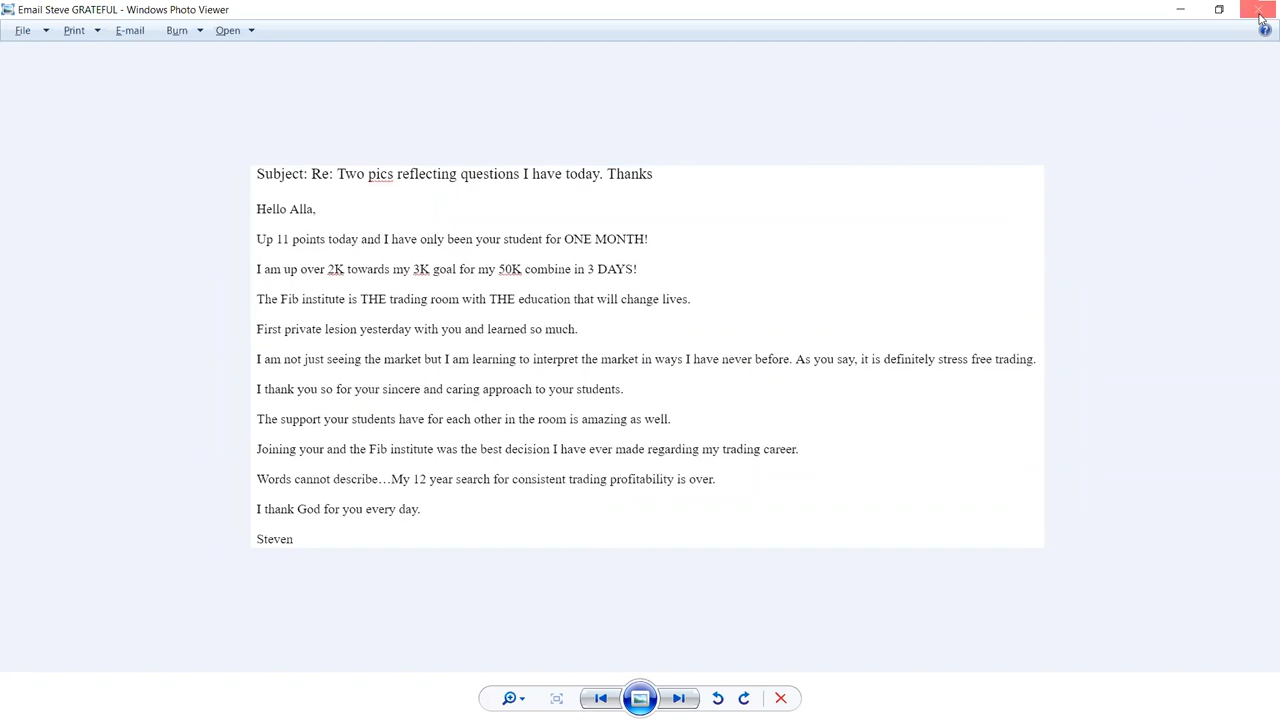 Email Steve GRATEFUL - Windows Photo Viewer
File Print E-mail Burn Open
Subject: Re: Two pics reflecting questions I have today. Thanks
Hello Alla,
Up 11 points today and I have only been your student for ONE MONTH!
I am up over 2K towards my 3K goal for my 50K combine in 3 DAYS!
The Fib institute is THE trading room with THE education that will change lives.
First private lesion yesterday with you and learned so much.
I am not just seeing the market but I am learning to interpret the market in ways I have never before. As you say, it is definitely stress free trading.
I thank you so for your sincere and caring approach to your students.
The support your students have for each other in the room is amazing as well.
Joining your and the Fib institute was the best decision I have ever made regarding my trading career.
Words cannot describe…My 12 year search for consistent trading profitability is over.
I thank God for you every day.
Steven